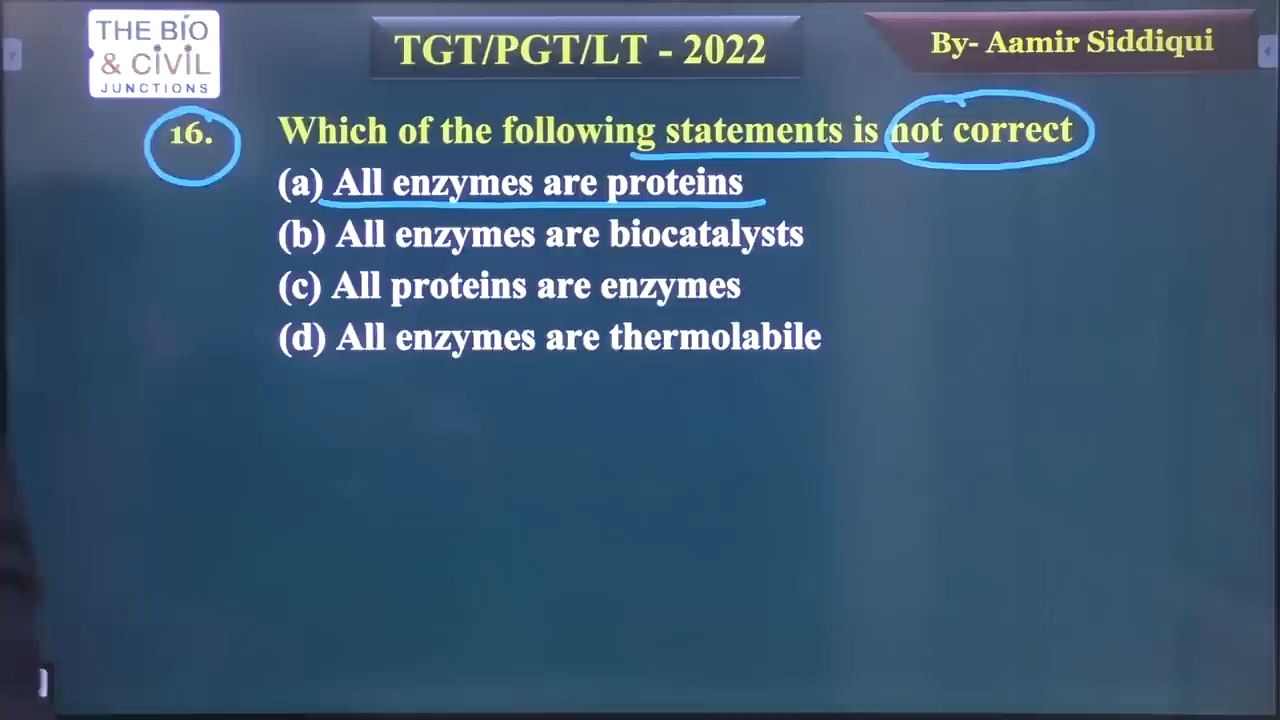 THE BIO
& CIVIL
JUNCTIONS
TGT/PGT/LT - 2022
By- Aamir Siddiqui
16. Which of the following statements is not correct
(a) All enzymes are proteins
(b) All enzymes are biocatalysts
(c) All proteins are enzymes
(d) All enzymes are thermolabile